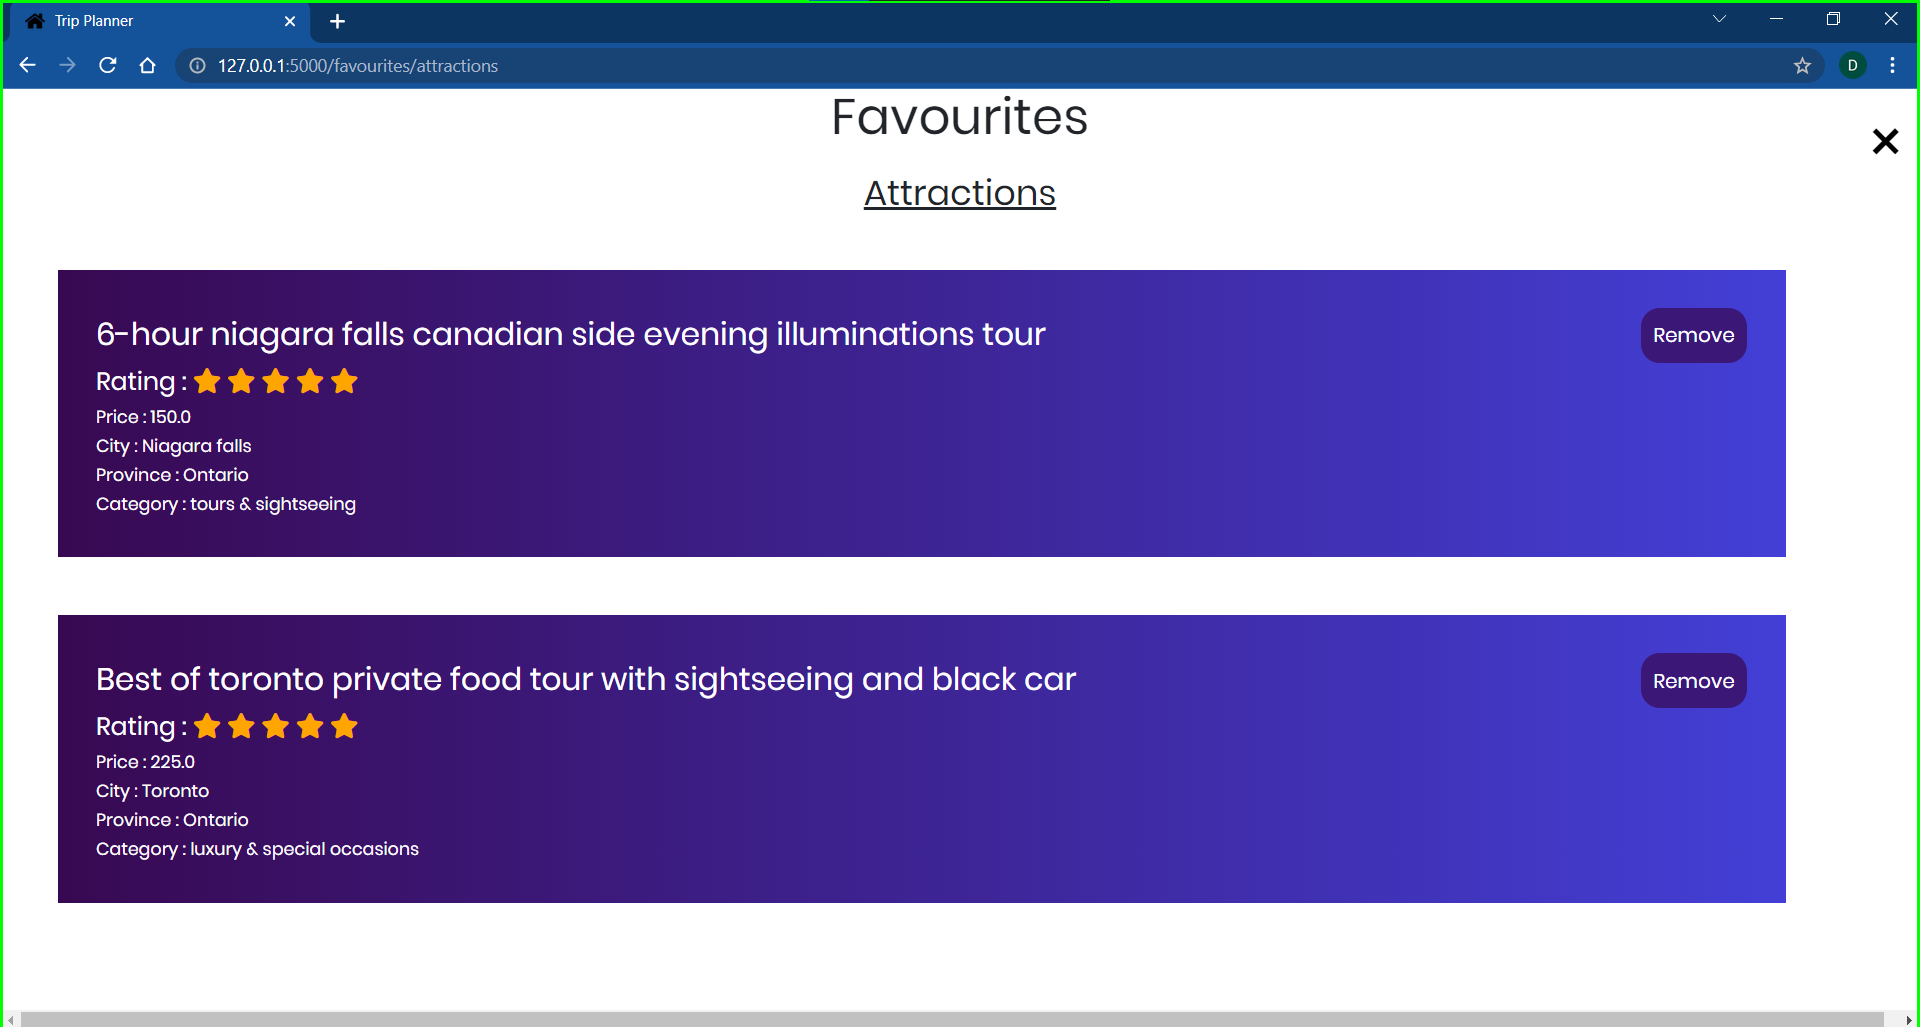 Trip Planner
127.0.0.1:5000/favourites/attractions
D
Favourites
Attractions
6-hour niagara falls canadian side evening illuminations tour
Remove
Rating :
Price : 150.0
City : Niagara falls
Province : Ontario
Category : tours & sightseeing
Best of toronto private food tour with sightseeing and black car
Remove
Rating :
Price : 225.0
City : Toronto
Province : Ontario
Category : luxury & special occasions